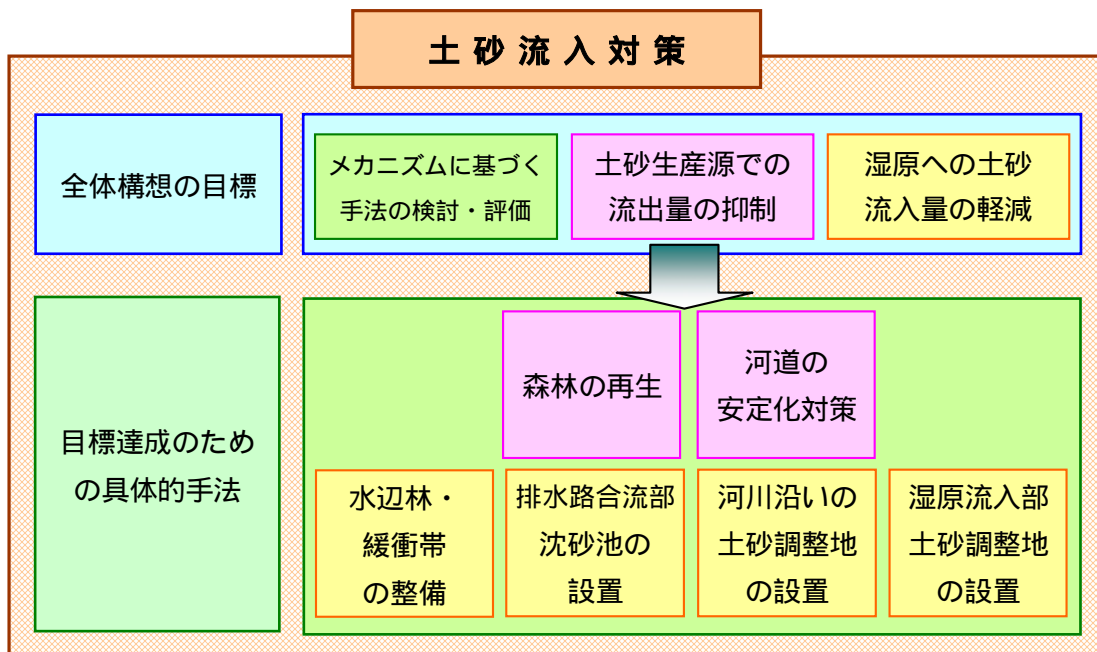 土砂流入対策
全体構想の目標
メカニズムに基づく
手法の検討・評価
土砂生産源での
流出量の抑制
湿原への土砂
流入量の軽減
目標達成のため
の具体的手法
森林の再生
河道の
安定化対策
水辺林・
緩衝帯
の整備
排水路合流部
沈砂池の
設置
河川沿いの
土砂調整地
の設置
湿原流入部
土砂調整地
の設置